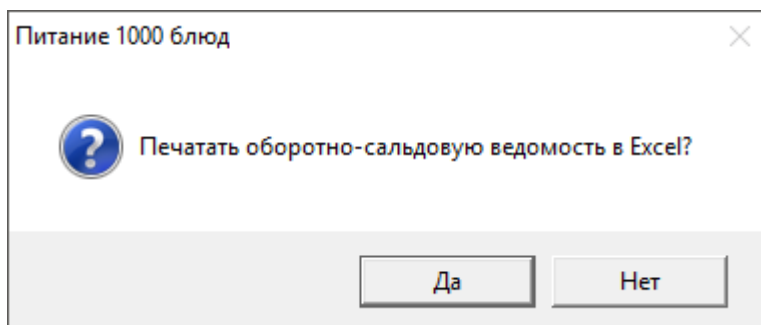 Питание 1000 блюд
Печатать оборотно-сальдовую ведомость в Excel?
Да
Нет